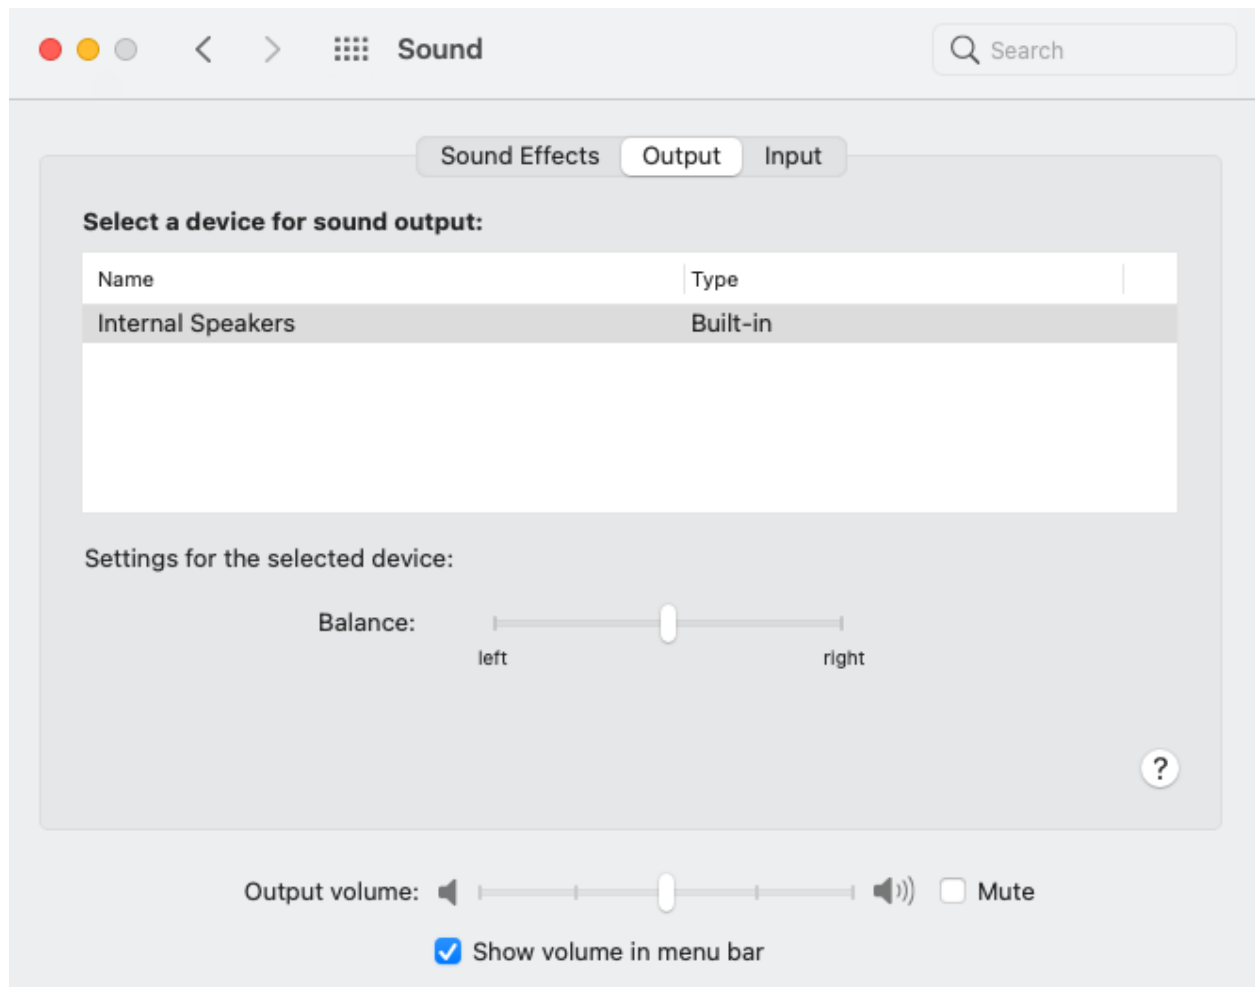 Sound
Search
Sound Effects Output Input
Select a device for sound output:
Name Type
Internal Speakers Built-in
Settings for the selected device:
Balance:
left right
?
Output volume: Mute
Show volume in menu bar